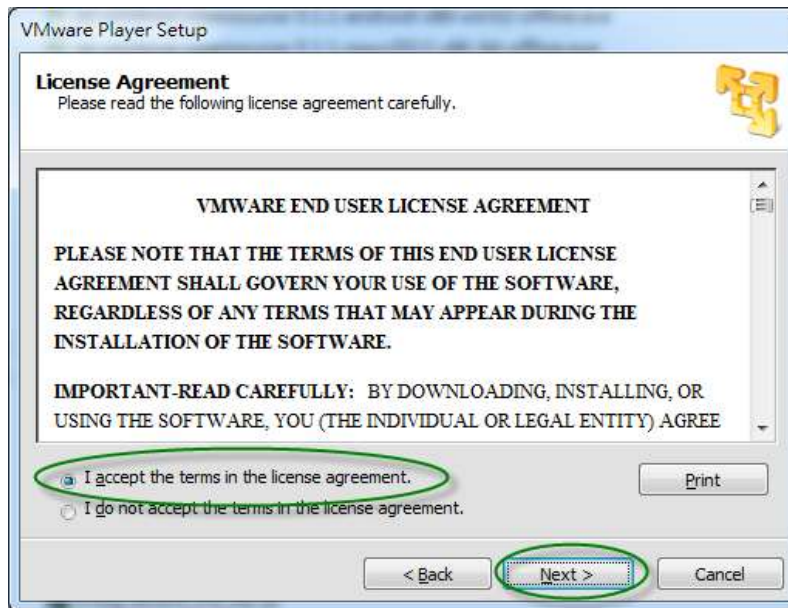 VMware Player Setup
License Agreement
Please read the following license agreement carefully.
VMWARE END USER LICENSE AGREEMENT
PLEASE NOTE THAT THE TERMS OF THIS END USER LICENSE
AGREEMENT SHALL GOVERN YOUR USE OF THE SOFTWARE,
REGARDLESS OF ANY TERMS THAT MAY APPEAR DURING THE
INSTALLATION OF THE SOFTWARE.
IMPORTANT-READ CAREFULLY: BY DOWNLOADING, INSTALLING, OR
USING THE SOFTWARE, YOU (THE INDIVIDUAL OR LEGAL ENTITY) AGREE
I accept the terms in the license agreement.
Print
I do not accept the terms in the license agreement.
< Back Next > Cancel